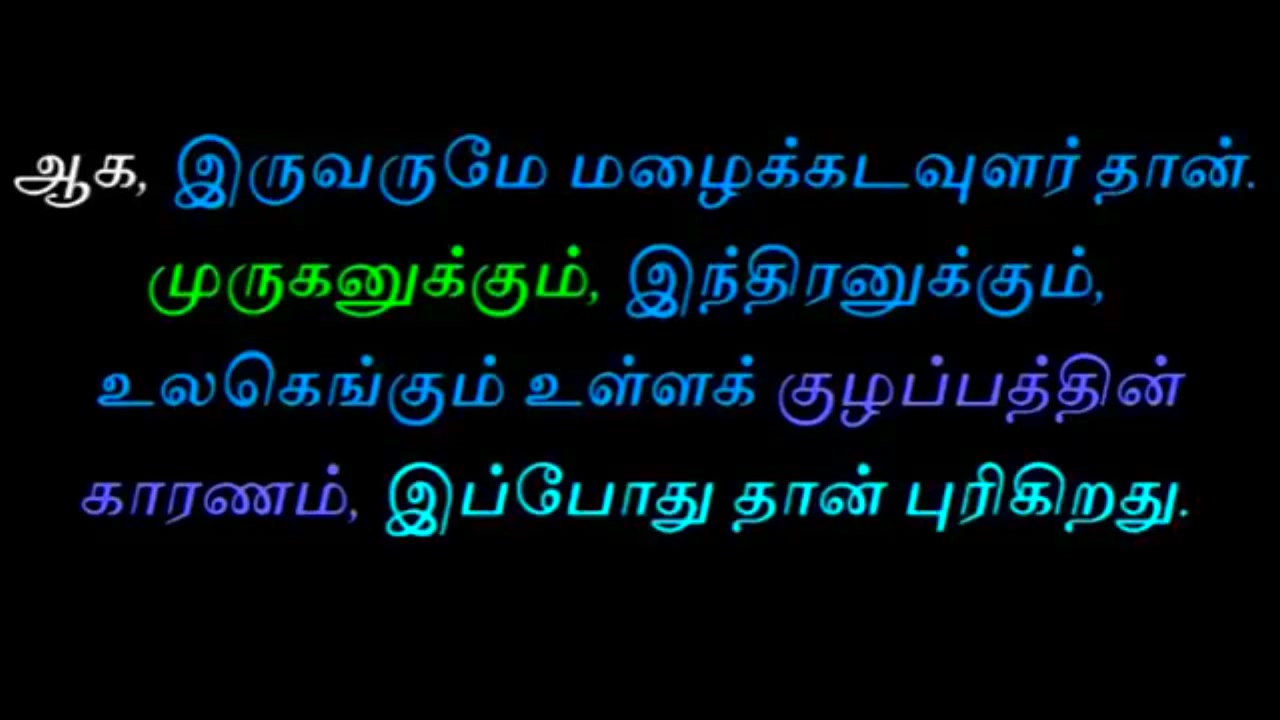 ஆக, இருவருமே மழைக்கடவுளர் தான்.
முருகனுக்கும், இந்திரனுக்கும்,
உலகெங்கும் உள்ளக் குழப்பத்தின்
காரணம், இப்போது தான் புரிகிறது.